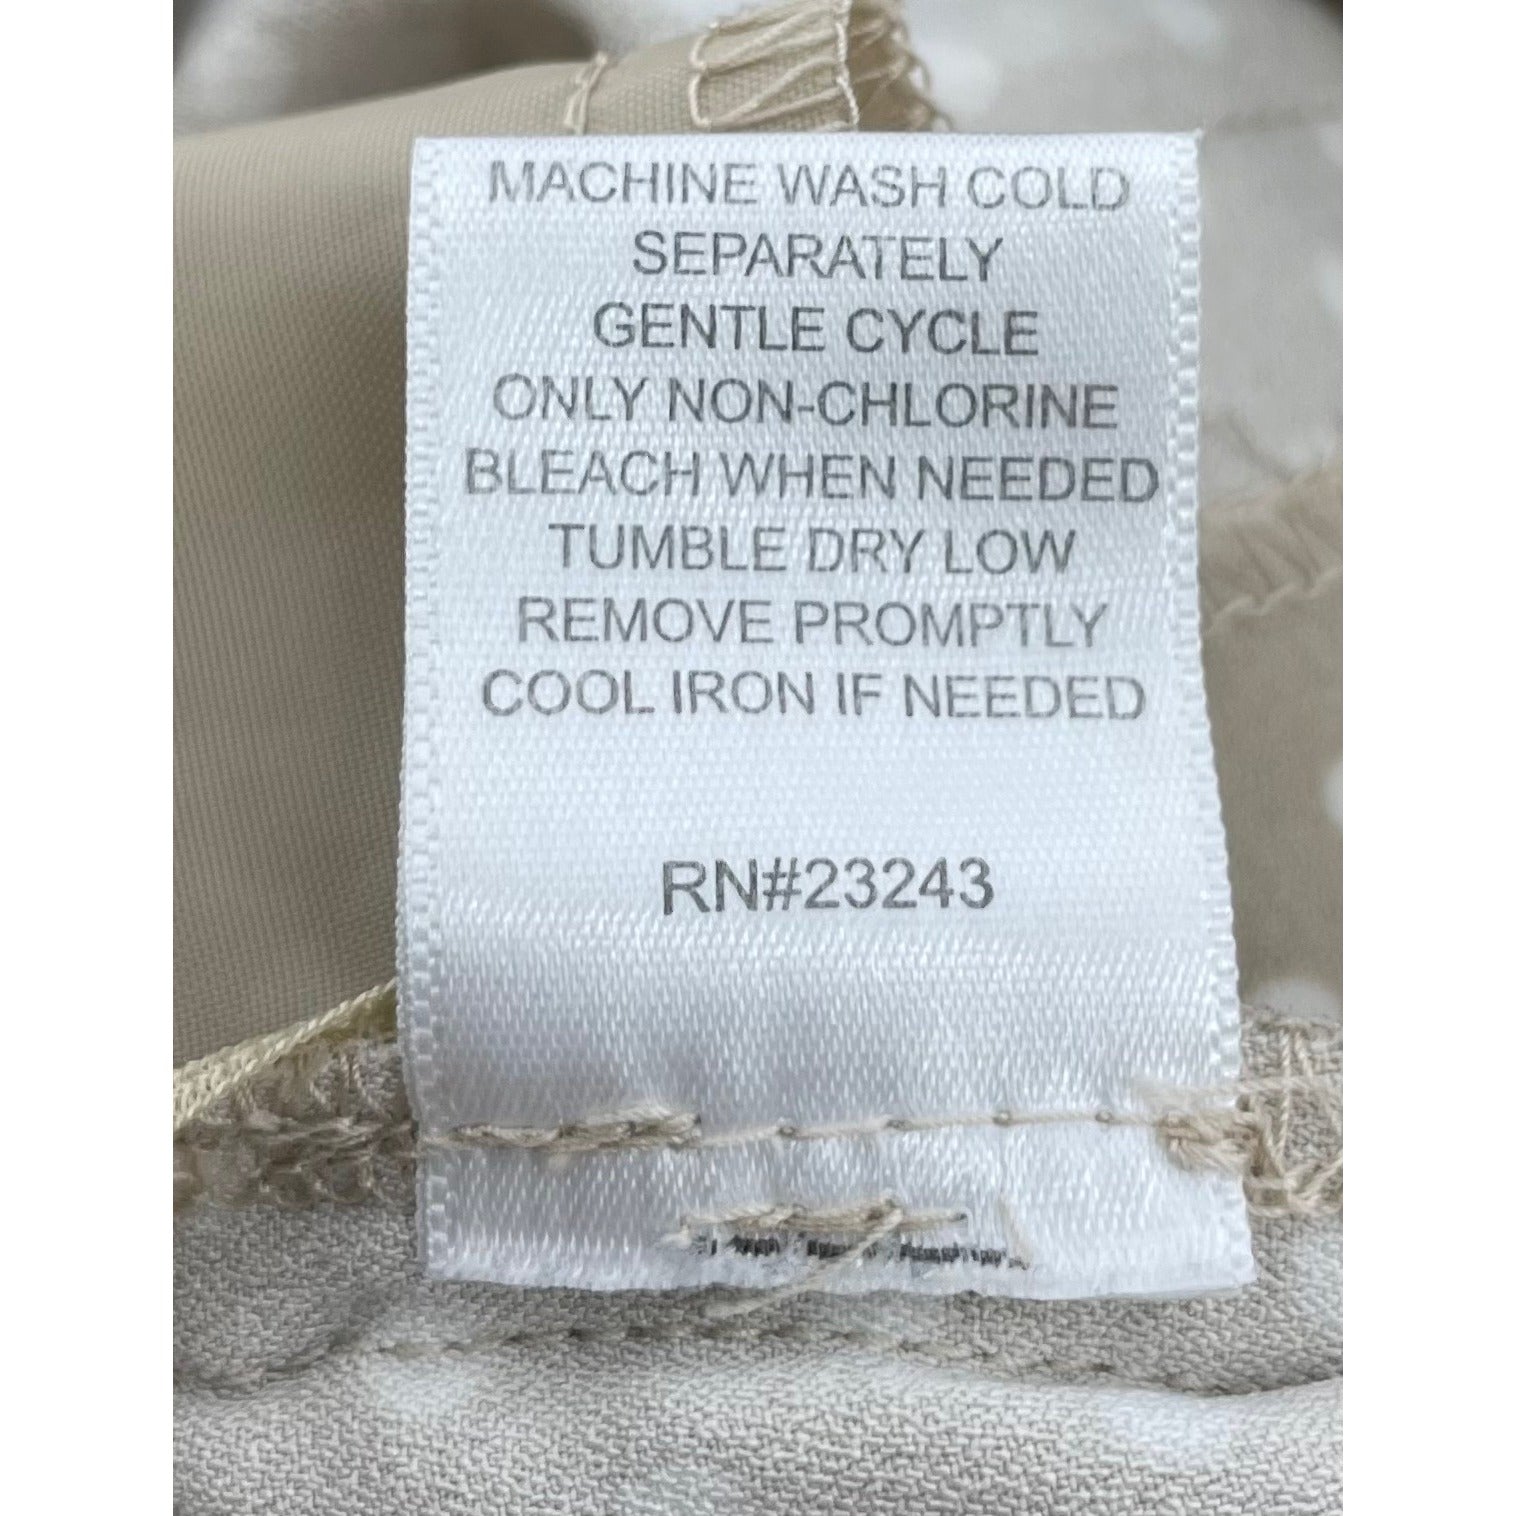 MACHINE WASH COLD
SEPARATELY
GENTLE CYCLE
ONLY NON-CHLORINE
BLEACH WHEN NEEDED
TUMBLE DRY LOW
REMOVE PROMPTLY
COOL IRON IF NEEDED
RN#23243